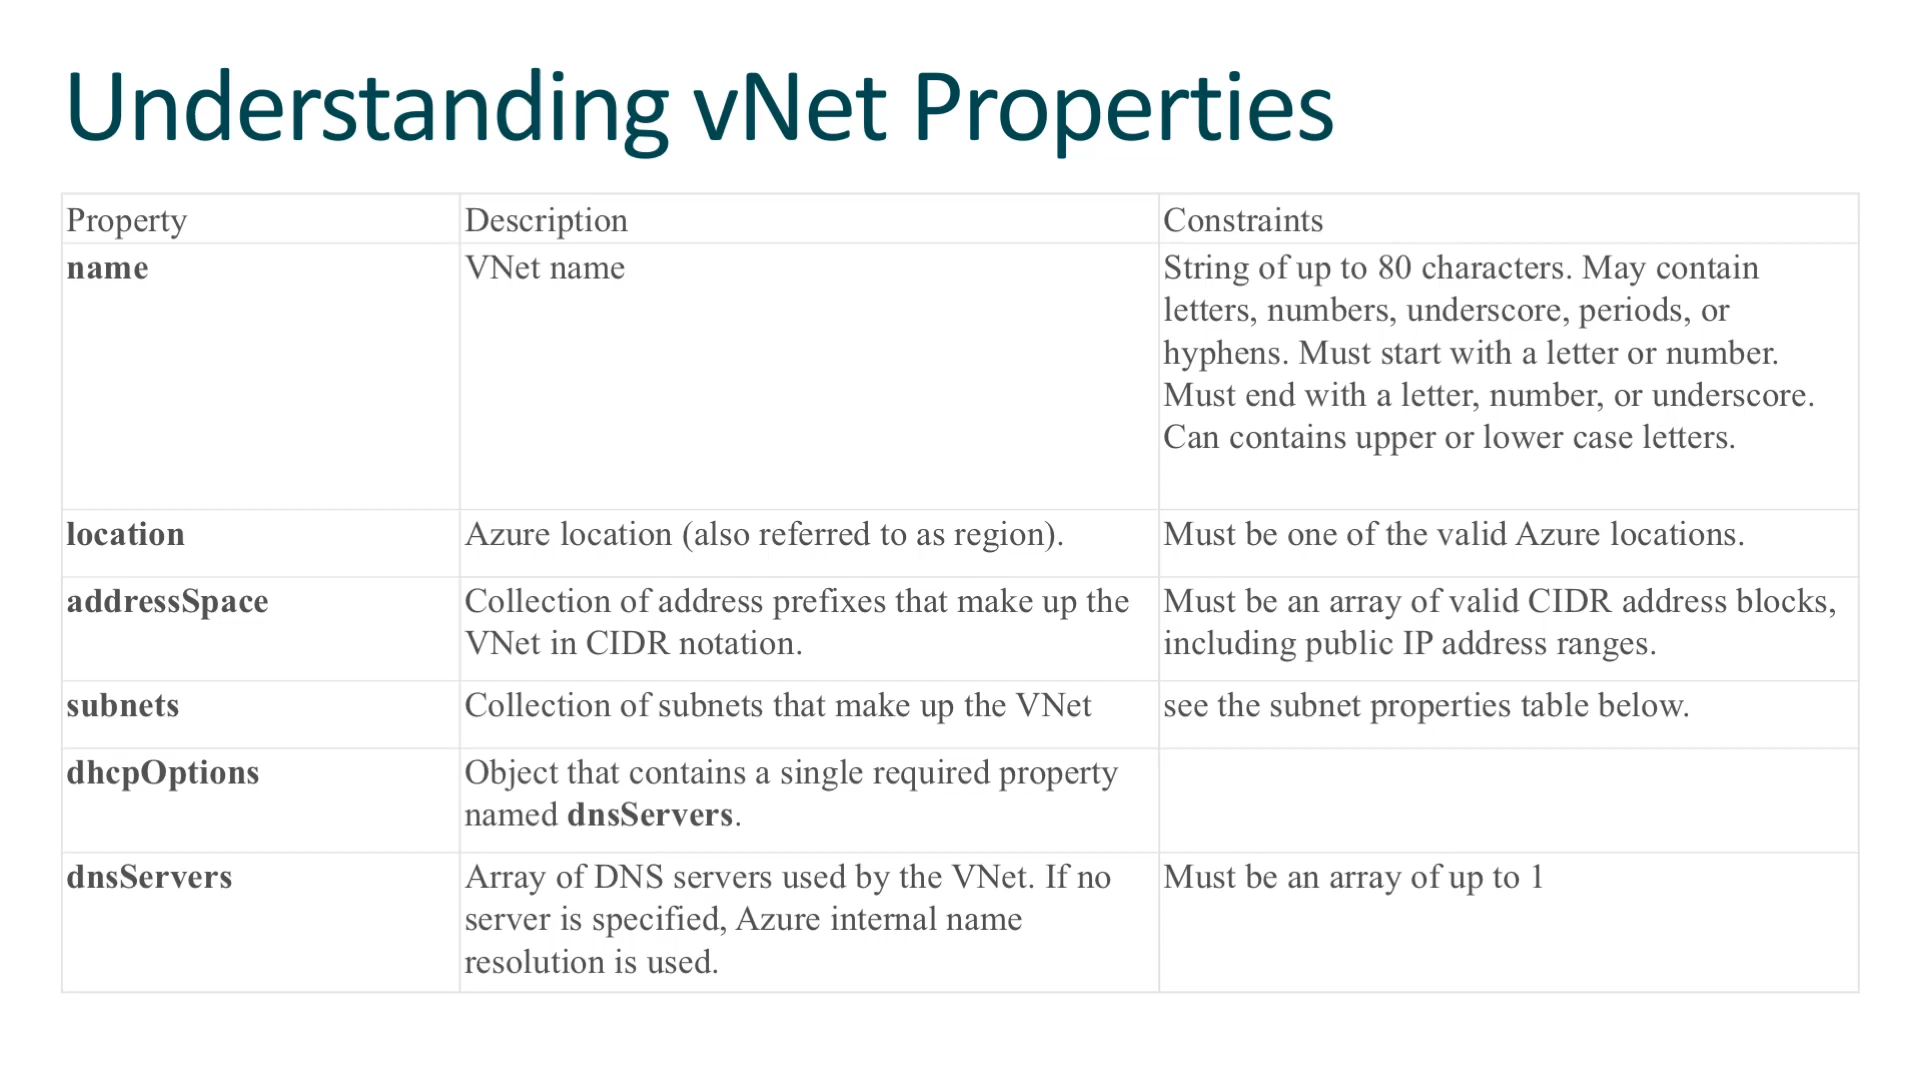 Understanding vNet Properties
Property
Description
Constraints
name
VNet name
String of up to 80 characters. May contain
letters, numbers, underscore, periods, or
hyphens. Must start with a letter or number.
Must end with a letter, number, or underscore.
Can contains upper or lower case letters.
location
Azure location (also referred to as region).
Must be one of the valid Azure locations.
addressSpace
Collection of address prefixes that make up the
VNet in CIDR notation.
Must be an array of valid CIDR address blocks,
including public IP address ranges.
subnets
Collection of subnets that make up the VNet
see the subnet properties table below.
dhcpOptions
Object that contains a single required property
named dnsServers.
dnsServers
Array of DNS servers used by the VNet. If no
server is specified, Azure internal name
resolution is used.
Must be an array of up to 1